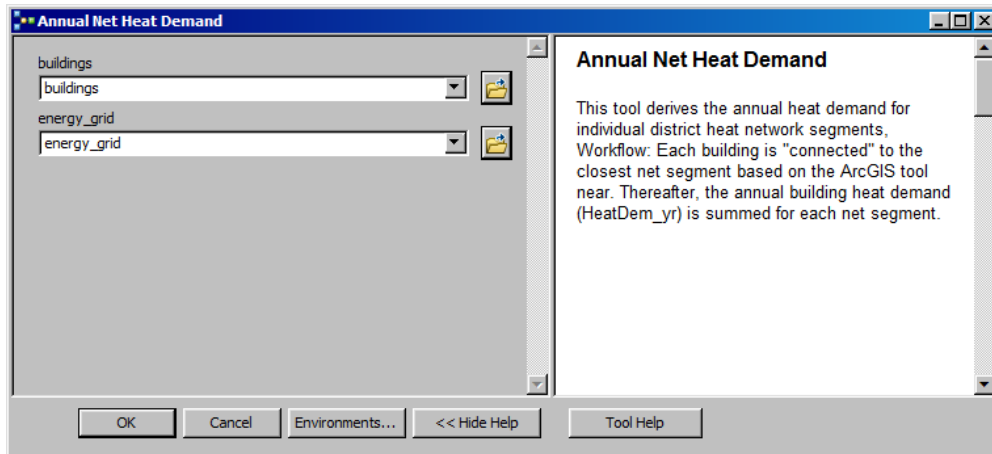 Annual Net Heat Demand
buildings
buildings
energy_grid
energy_grid
Annual Net Heat Demand
This tool derives the annual heat demand for
individual district heat network segments,
Workflow: Each building is "connected" to the
closest net segment based on the ArcGIS tool
near. Thereafter, the annual building heat demand
(HeatDem_yr) is summed for each net segment.
OK
Cancel
Environments...
<< Hide Help
Tool Help